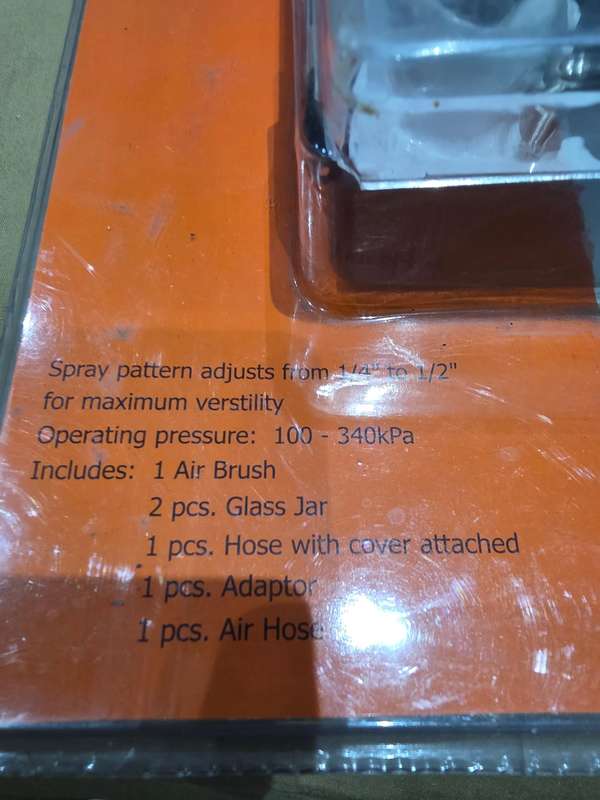 Spray pattern adjusts from 1/4" to 1/2"
for maximum verstility
Operating pressure: 100 - 340kPa
Includes: 1 Air Brush
2 pcs. Glass Jar
1 pcs. Hose with cover attached
1 pcs. Adaptor
1 pcs. Air Hose